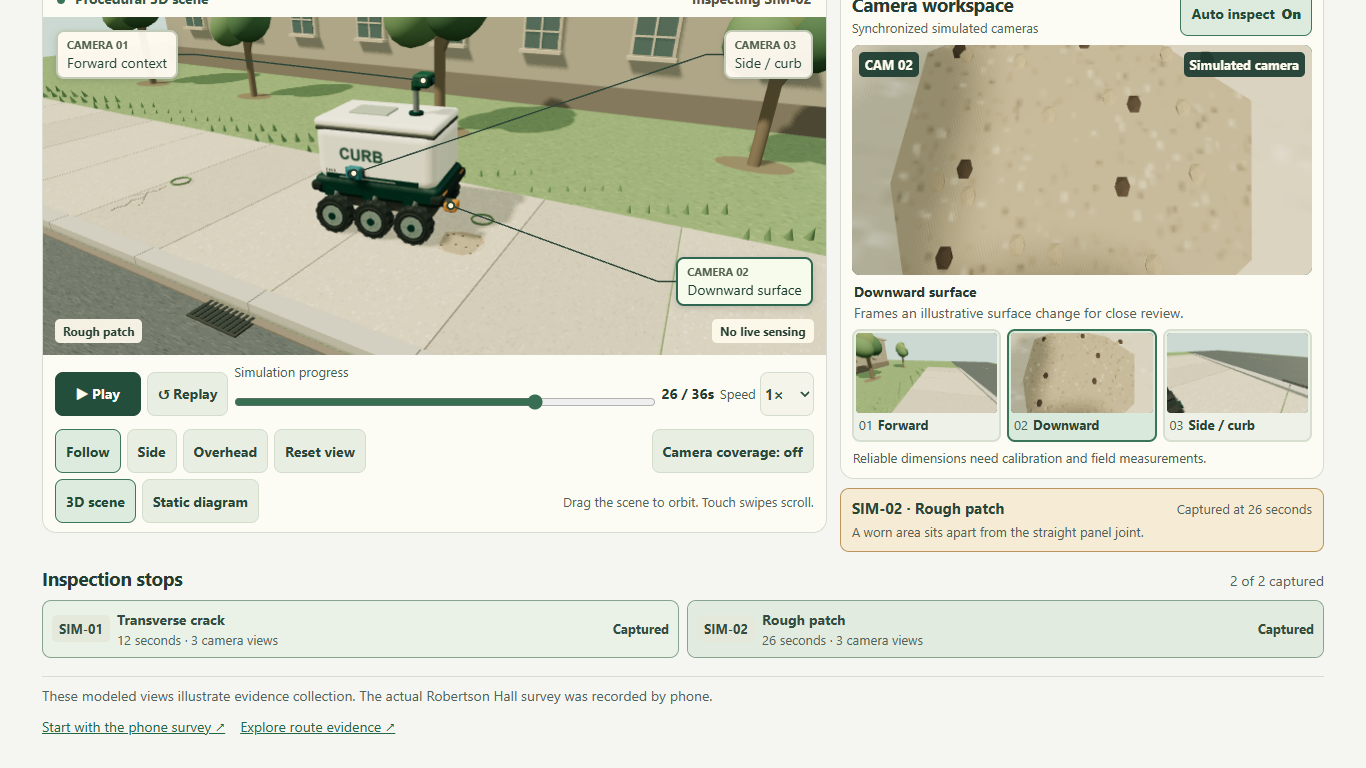 Procedural 3D scene
Inspecting SIM-02
CAMERA 01
Forward context
CAMERA 03
Side / curb
CURB
CAMERA 02
Downward surface
Rough patch
No live sensing
▶ Play
↺ Replay
Simulation progress
26 / 36s
Speed
1×
Follow
Side
Overhead
Reset view
Camera coverage: off
3D scene
Static diagram
Drag the scene to orbit. Touch swipes scroll.
Camera workspace
Synchronized simulated cameras
Auto inspect On
CAM 02
Simulated camera
Downward surface
Frames an illustrative surface change for close review.
01 Forward
02 Downward
03 Side / curb
Reliable dimensions need calibration and field measurements.
SIM-02 · Rough patch
Captured at 26 seconds
A worn area sits apart from the straight panel joint.
Inspection stops
2 of 2 captured
SIM-01
Transverse crack
12 seconds · 3 camera views
Captured
SIM-02
Rough patch
26 seconds · 3 camera views
Captured
These modeled views illustrate evidence collection. The actual Robertson Hall survey was recorded by phone.
Start with the phone survey ↗
Explore route evidence ↗